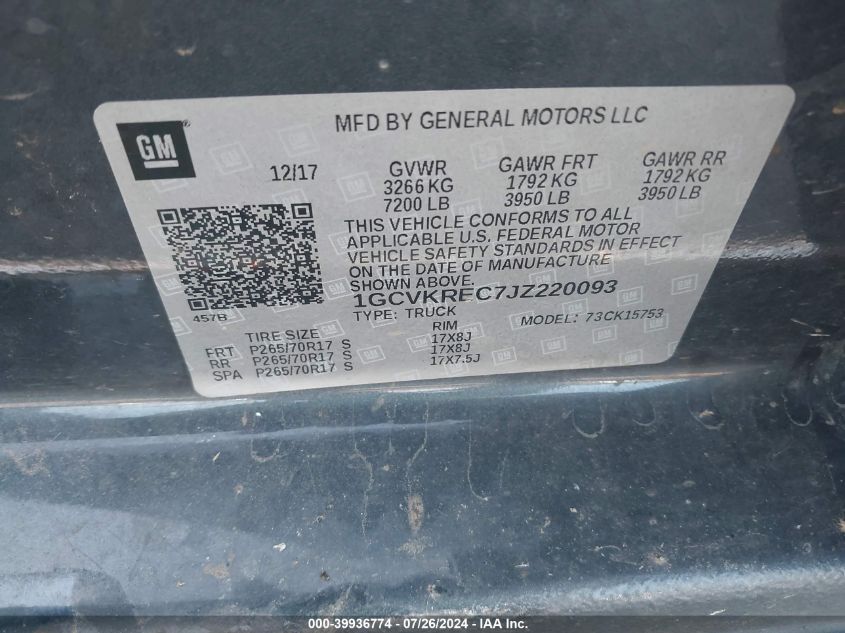 MFD BY GENERAL MOTORS LLC
GM
12/17 GVWR GAWR FRT GAWR RR
3266 KG 1792 KG 1792 KG
7200 LB 3950 LB 3950 LB
THIS VEHICLE CONFORMS TO ALL
APPLICABLE U.S. FEDERAL MOTOR
VEHICLE SAFETY STANDARDS IN EFFECT
ON THE DATE OF MANUFACTURE
SHOWN ABOVE.
1GCVKREC7JZ220093
457B
TYPE: TRUCK MODEL: 73CK15753
TIRE SIZE RIM
FRT P265/70R17 S 17X8J
RR P265/70R17 S 17X8J
SPA P265/70R17 S 17X7.5J
000-39936774 | 07/26/2024 - IAA Inc.